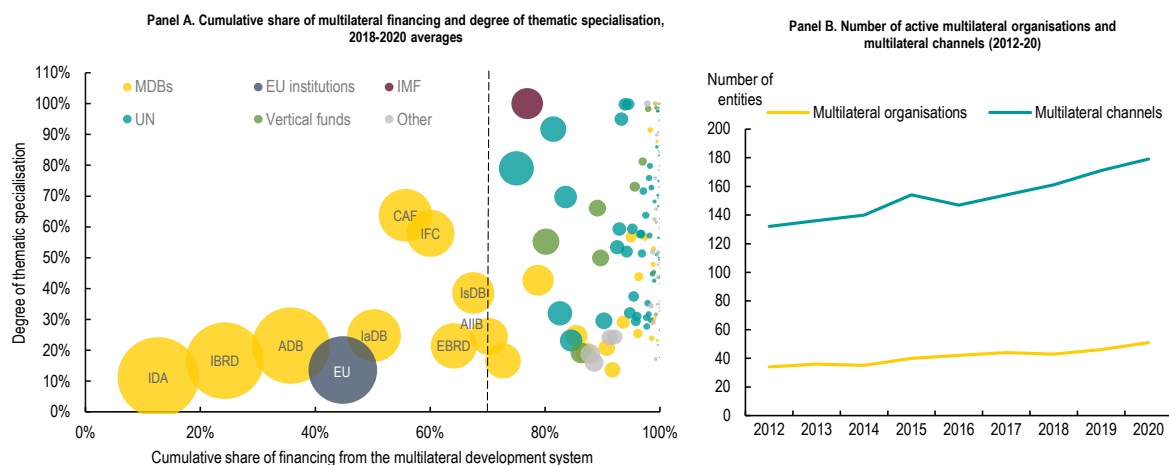 Panel A. Cumulative share of multilateral financing and degree of thematic specialisation,
2018-2020 averages
110%
100%
90%
80%
70%
60%
50%
40%
30%
20%
10%
0%
Degree of thematic specialisation
MDBs
EU institutions
IMF
UN
Vertical funds
Other
CAF
IFC
IsDB
AIIB
IaDB
EBRD
ADB
IBRD
EU
IDA
0%
20%
40%
60%
80%
100%
Cumulative share of financing from the multilateral development system
Panel B. Number of active multilateral organisations and
multilateral channels (2012-20)
Number of
entities
Multilateral organisations
Multilateral channels
200
180
160
140
120
100
80
60
40
20
0
2012 2013 2014 2015 2016 2017 2018 2019 2020